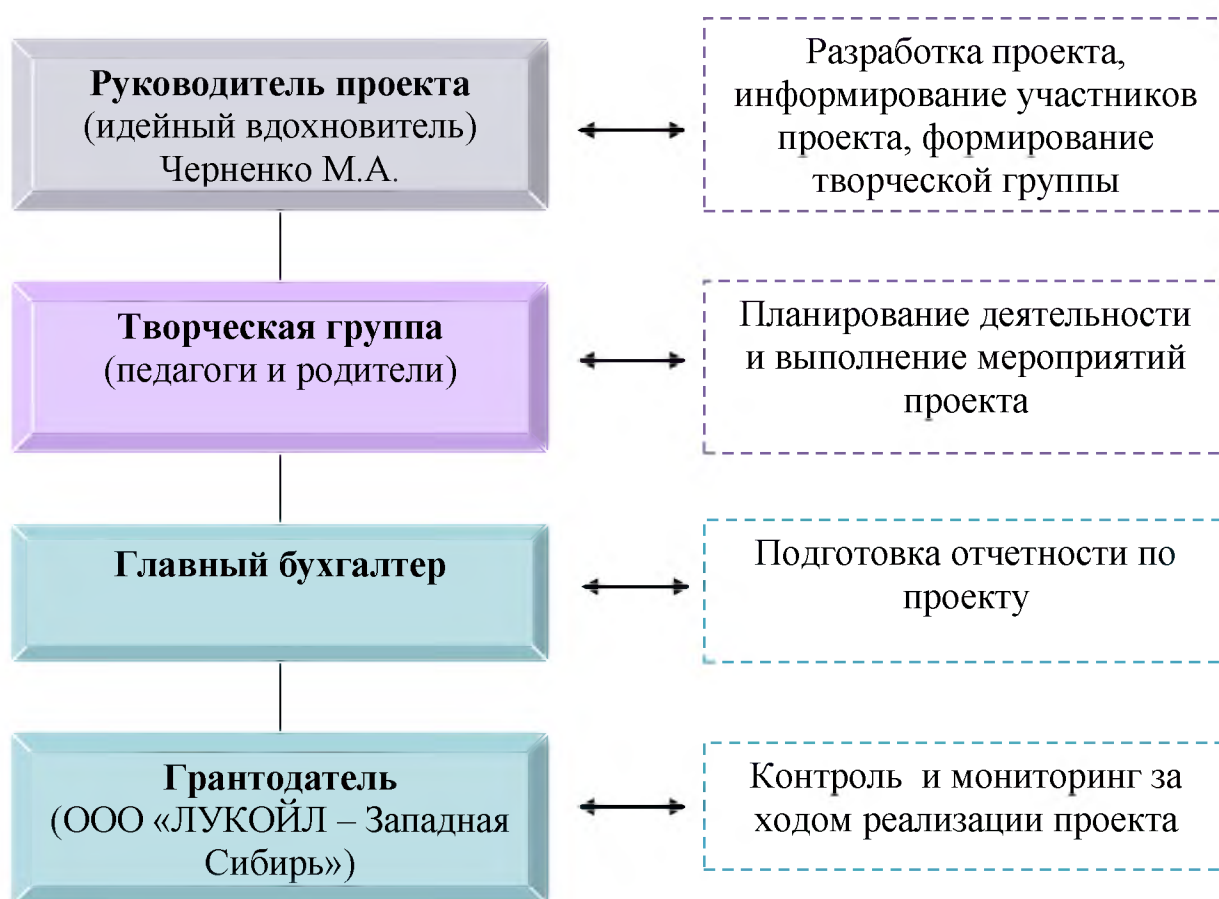 Руководитель проекта
(идейный вдохновитель)
Черненко М.А.
Разработка проекта,
информирование участников
проекта, формирование
творческой группы
Творческая группа
(педагоги и родители)
Планирование деятельности
и выполнение мероприятий
проекта
Главный бухгалтер
Подготовка отчетности по
проекту
Грантодатель
(ООО «ЛУКОЙЛ – Западная
Сибирь»)
Контроль и мониторинг за
ходом реализации проекта